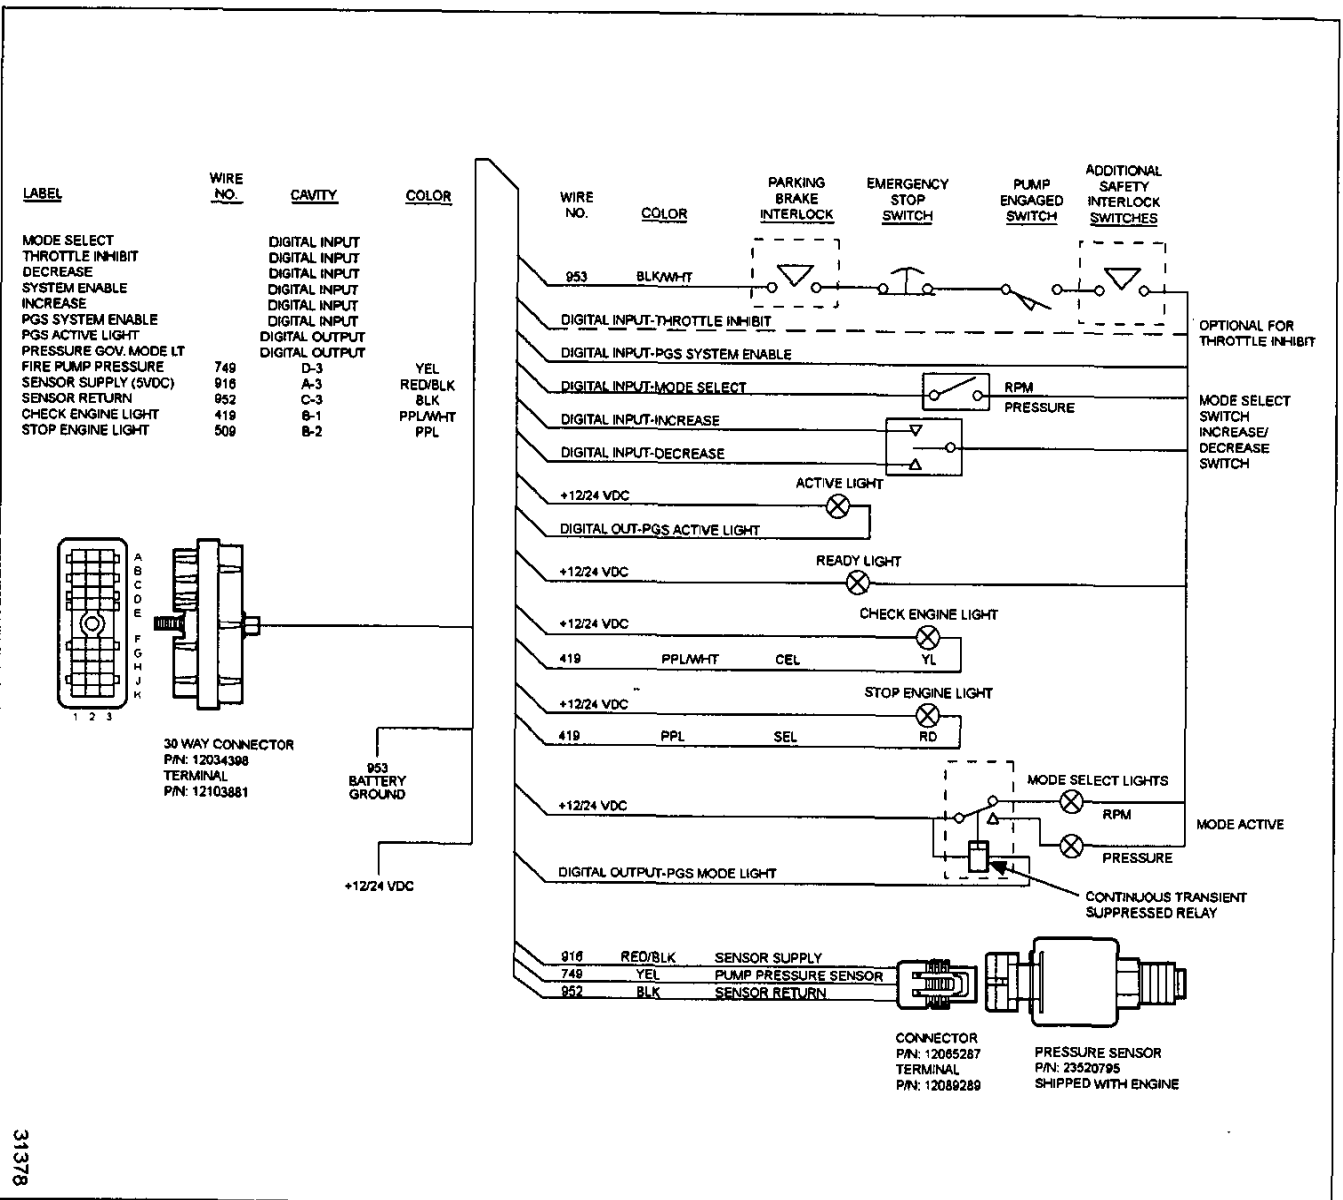 LABEL WIRE NO. CAVITY COLOR
MODE SELECT DIGITAL INPUT
THROTTLE INHIBIT DIGITAL INPUT
DECREASE DIGITAL INPUT
SYSTEM ENABLE DIGITAL INPUT
INCREASE DIGITAL INPUT
PGS SYSTEM ENABLE DIGITAL INPUT
PGS ACTIVE LIGHT DIGITAL OUTPUT
PRESSURE GOV. MODE LT DIGITAL OUTPUT
FIRE PUMP PRESSURE 749 D-3 YEL
SENSOR SUPPLY (5VDC) 916 A-3 RED/BLK
SENSOR RETURN 952 C-3 BLK
CHECK ENGINE LIGHT 419 B-1 PPL/WHT
STOP ENGINE LIGHT 509 B-2 PPL
A
B
C
D
E
F
G
H
J
K
1 2 3
30 WAY CONNECTOR
P/N: 12034398
TERMINAL
P/N: 12103881
953
BATTERY
GROUND
+12/24 VDC
WIRE
NO.
COLOR
PARKING
BRAKE
INTERLOCK
EMERGENCY
STOP
SWITCH
PUMP
ENGAGED
SWITCH
ADDITIONAL
SAFETY
INTERLOCK
SWITCHES
953 BLK/WHT
DIGITAL INPUT-THROTTLE INHIBIT
OPTIONAL FOR
THROTTLE INHIBIT
DIGITAL INPUT-PGS SYSTEM ENABLE
DIGITAL INPUT-MODE SELECT
RPM
PRESSURE
MODE SELECT
SWITCH
INCREASE/
DECREASE
SWITCH
DIGITAL INPUT-INCREASE
DIGITAL INPUT-DECREASE
ACTIVE LIGHT
+12/24 VDC
DIGITAL OUT-PGS ACTIVE LIGHT
READY LIGHT
+12/24 VDC
CHECK ENGINE LIGHT
+12/24 VDC
419 PPL/WHT CEL YL
STOP ENGINE LIGHT
+12/24 VDC
419 PPL SEL RD
MODE SELECT LIGHTS
+12/24 VDC
RPM
MODE ACTIVE
PRESSURE
DIGITAL OUTPUT-PGS MODE LIGHT
CONTINUOUS TRANSIENT
SUPPRESSED RELAY
916 RED/BLK SENSOR SUPPLY
749 YEL PUMP PRESSURE SENSOR
952 BLK SENSOR RETURN
CONNECTOR
P/N: 12065287
TERMINAL
P/N: 12089289
PRESSURE SENSOR
P/N: 23520795
SHIPPED WITH ENGINE
31378